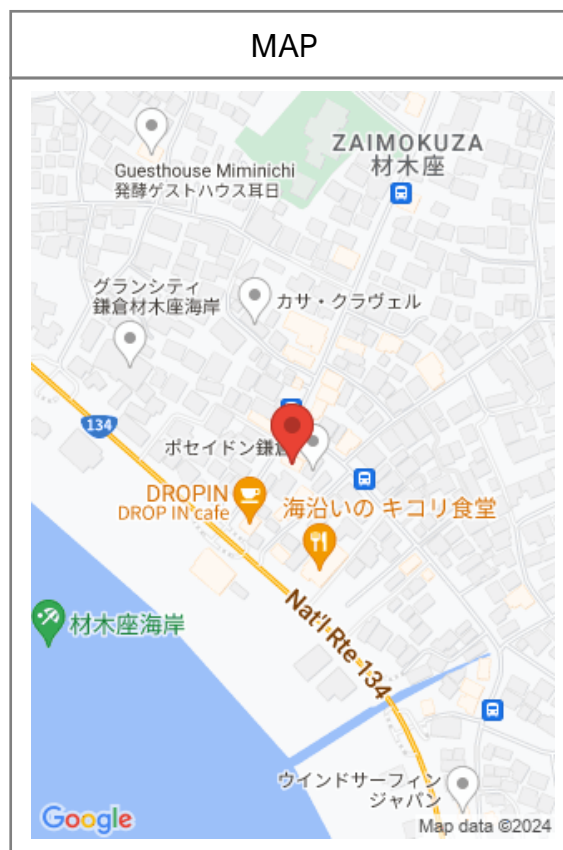 MAP
ZAIMOKUZA
材木座
Guesthouse Miminichi
発酵ゲストハウス耳日
グランシティ
鎌倉材木座海岸
カサ・クラヴェル
134
ポセイドン鎌倉
DROPIN
DROP IN cafe
海沿いの キコリ食堂
Nat'l Rte 134
材木座海岸
ウインドサーフィン
ジャパン
Google
Map data ©2024